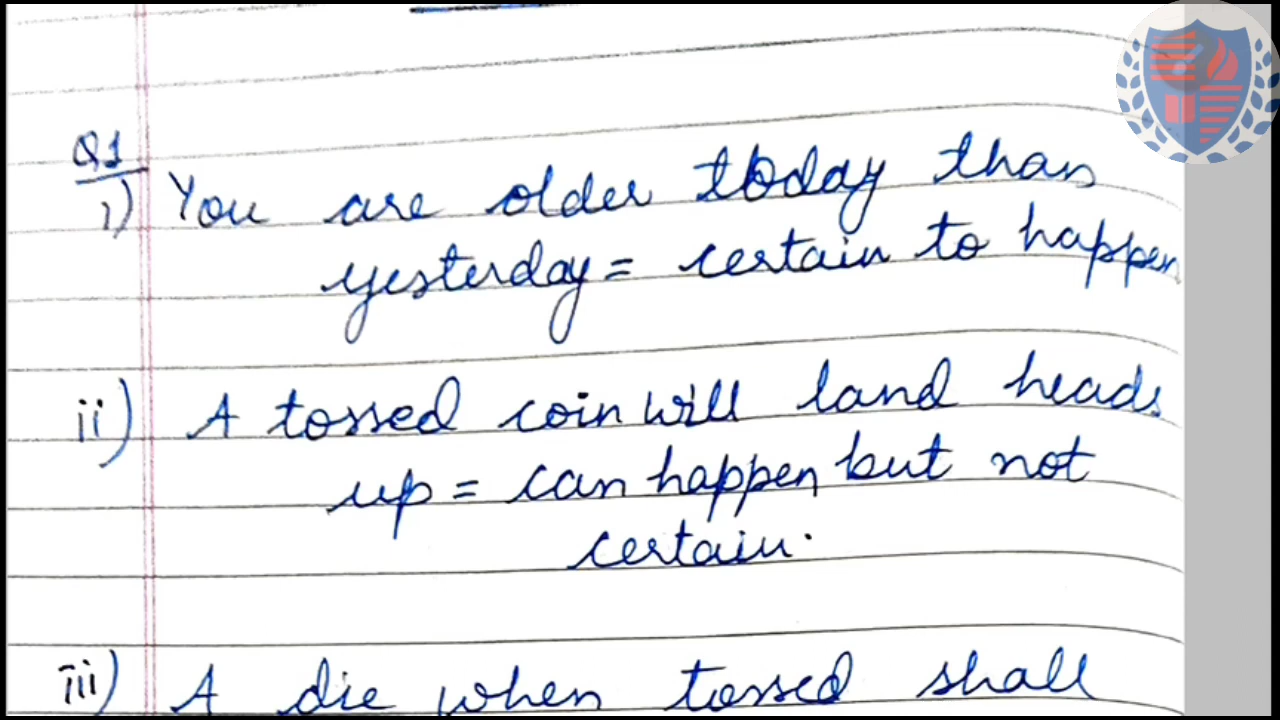 Q1
i) You are older today than
yesterday = certain to happen
ii) A tossed coin will land heads
up = can happen but not
certain.
iii) A die when tossed shall